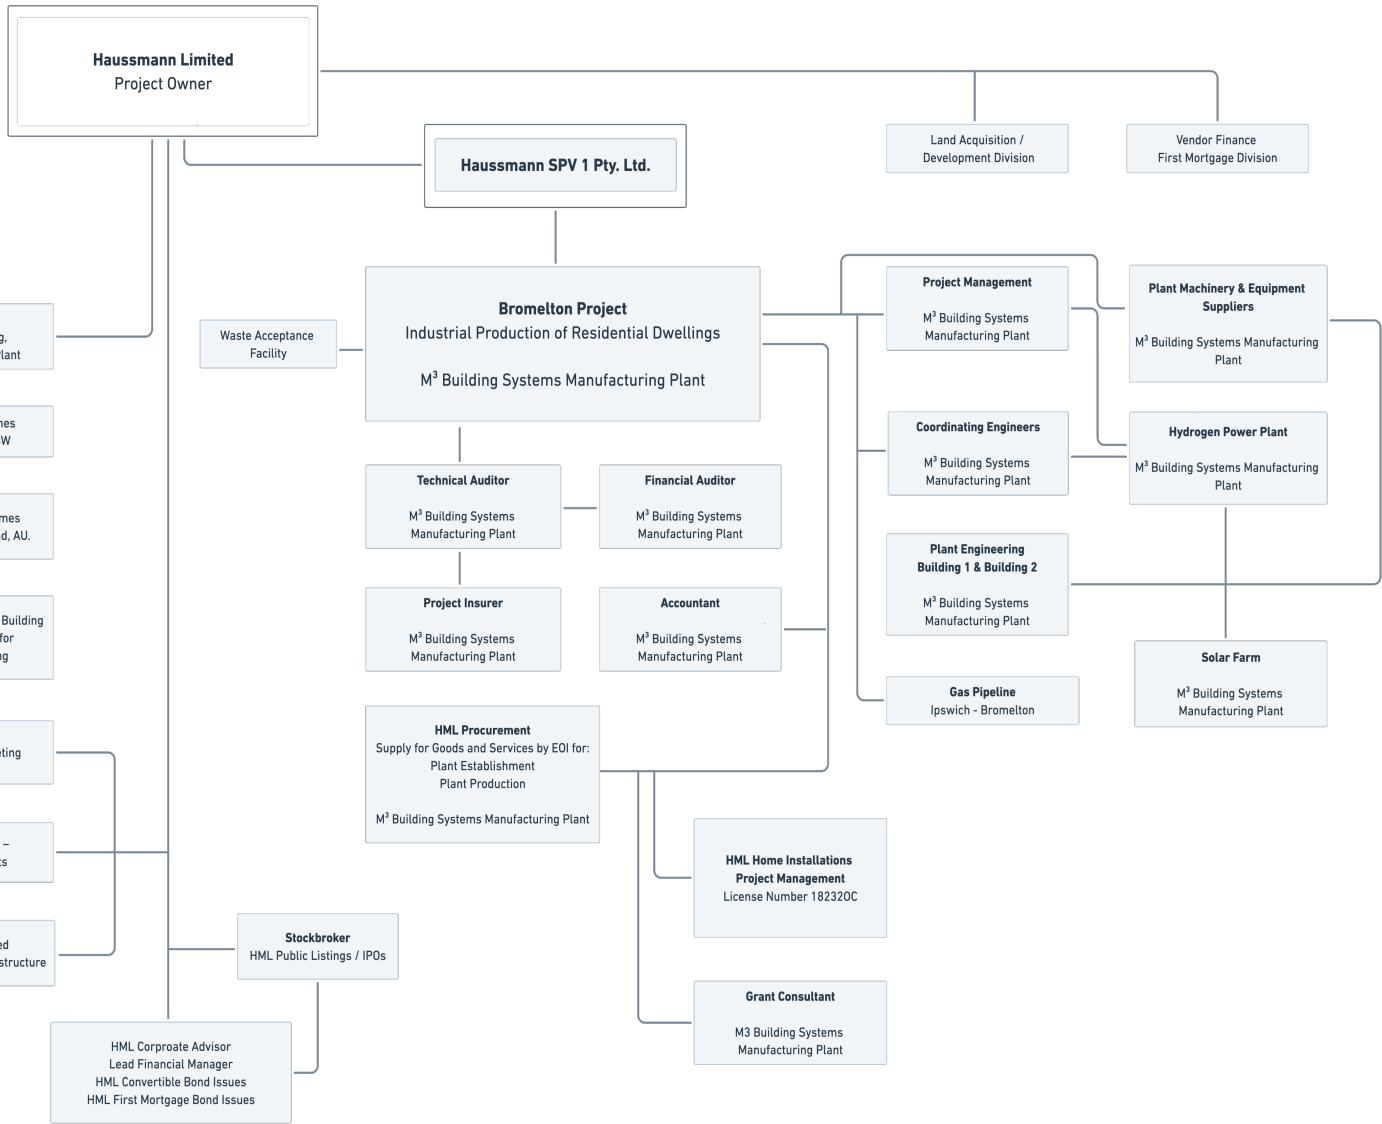 Haussmann Limited
Project Owner
Haussmann SPV 1 Pty. Ltd.
Land Acquisition /
Development Division
Vendor Finance
First Mortgage Division
Bromelton Project
Industrial Production of Residential Dwellings
M³ Building Systems Manufacturing Plant
Waste Acceptance
Facility
Project Management
M³ Building Systems
Manufacturing Plant
Plant Machinery & Equipment
Suppliers
M³ Building Systems Manufacturing
Plant
Coordinating Engineers
M³ Building Systems
Manufacturing Plant
Hydrogen Power Plant
M³ Building Systems Manufacturing
Plant
Technical Auditor
M³ Building Systems
Manufacturing Plant
Financial Auditor
M³ Building Systems
Manufacturing Plant
Plant Engineering
Building 1 & Building 2
M³ Building Systems
Manufacturing Plant
Project Insurer
M³ Building Systems
Manufacturing Plant
Accountant
M³ Building Systems
Manufacturing Plant
Solar Farm
M³ Building Systems
Manufacturing Plant
Gas Pipeline
Ipswich - Bromelton
HML Procurement
Supply for Goods and Services by EOI for:
Plant Establishment
Plant Production
M³ Building Systems Manufacturing Plant
HML Home Installations
Project Management
License Number 18232OC
Grant Consultant
M3 Building Systems
Manufacturing Plant
Stockbroker
HML Public Listings / IPOs
HML Corproate Advisor
Lead Financial Manager
HML Convertible Bond Issues
HML First Mortgage Bond Issues
d, AU.
Building
for